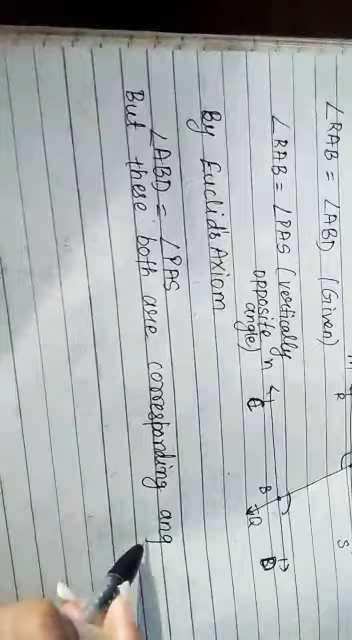 ∠RAB = ∠ABD (Given)
∠RAB = ∠PAS (vertically
opposite
angle)
By Euclid's Axiom
∠ABD = ∠PAS
But these both are corresponding ang
R
S
n
C
B
D
Q